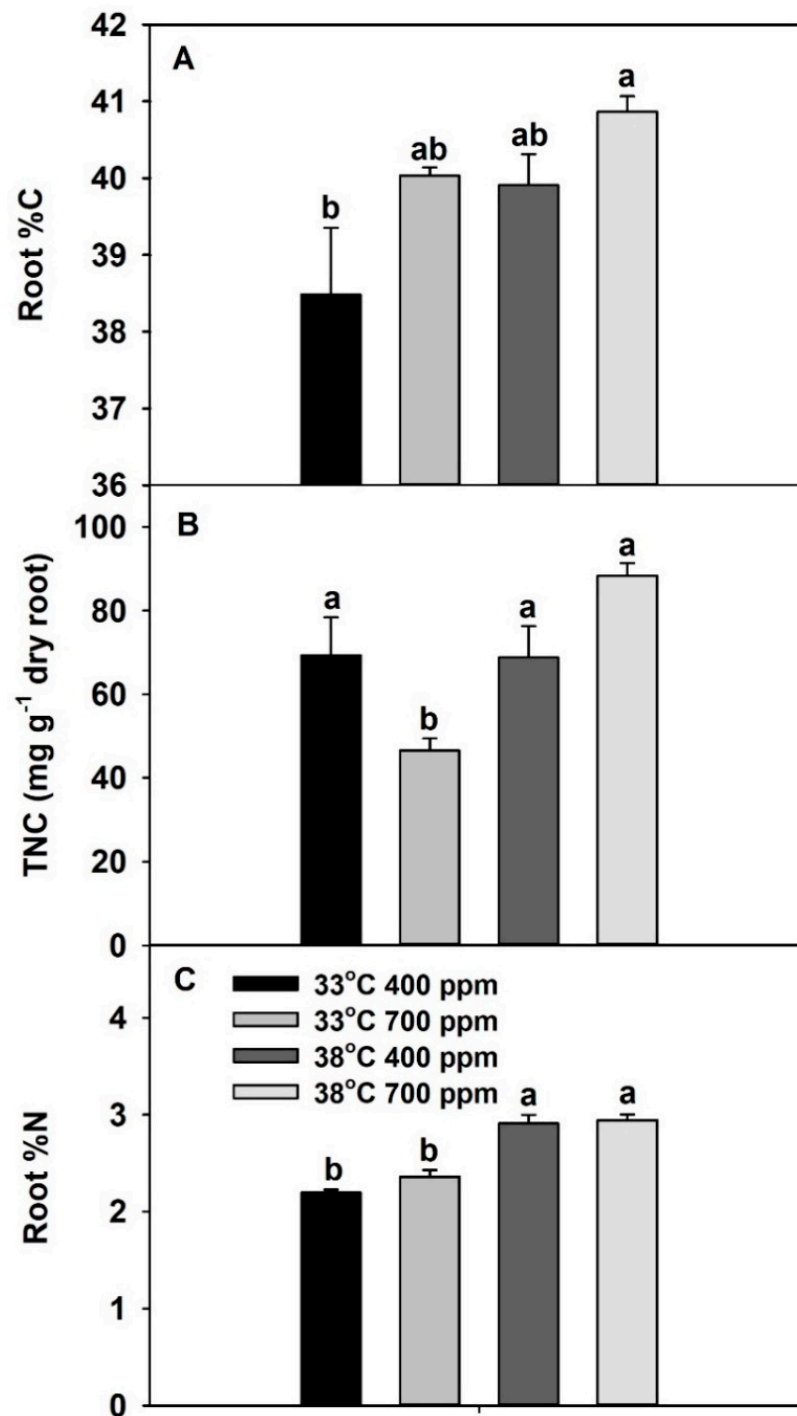 A
Root %C
42
41
40
39
38
37
36
b
ab
ab
a
B
TNC (mg g⁻¹ dry root)
100
80
60
40
20
0
a
b
a
a
C
Root %N
4
3
2
1
0
33°C 400 ppm
33°C 700 ppm
38°C 400 ppm
38°C 700 ppm
b
b
a
a